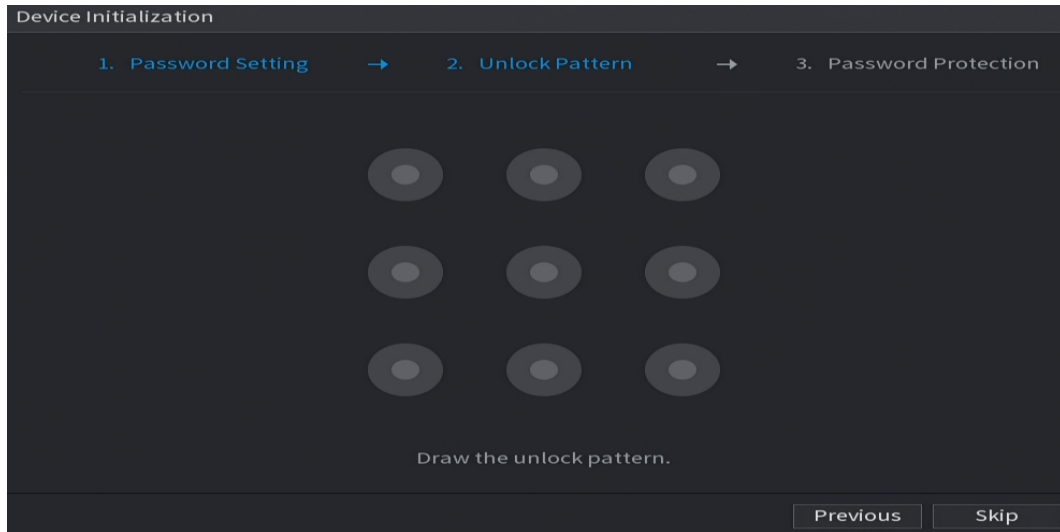 Device Initialization
1. Password Setting → 2. Unlock Pattern → 3. Password Protection
Draw the unlock pattern.
Previous Skip